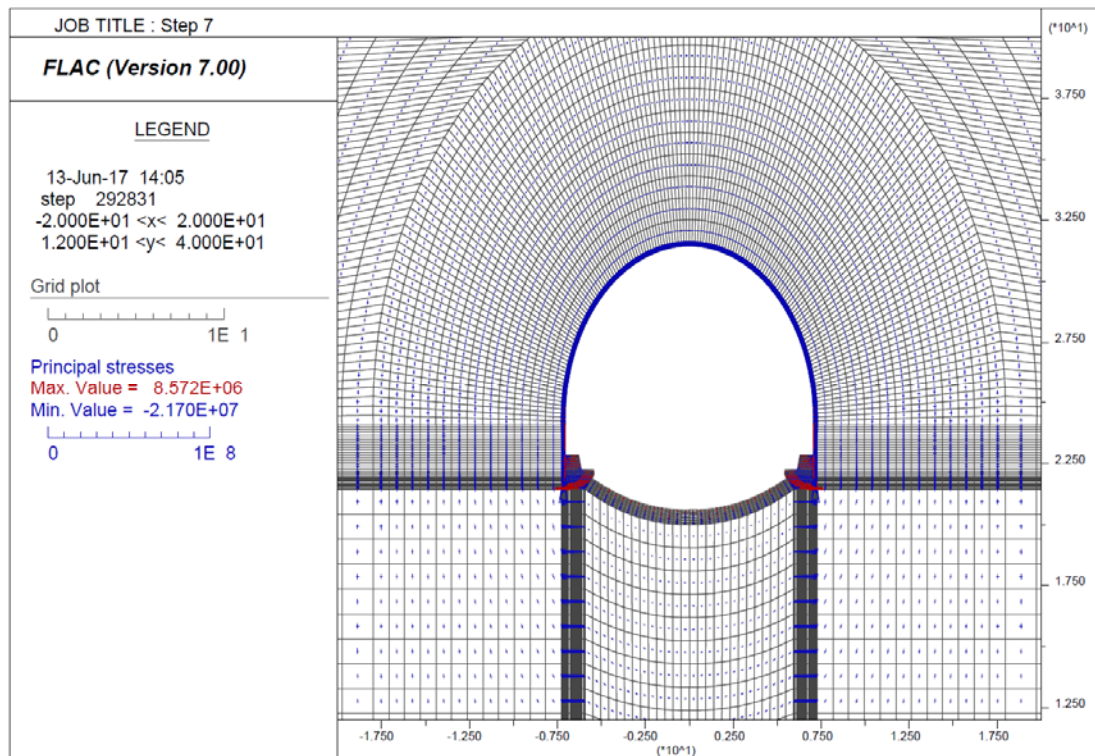 JOB TITLE : Step 7
FLAC (Version 7.00)
LEGEND
13-Jun-17 14:05
step 292831
-2.000E+01 <x< 2.000E+01
1.200E+01 <y< 4.000E+01
Grid plot
0 1E 1
Principal stresses
Max. Value = 8.572E+06
Min. Value = -2.170E+07
0 1E 8
(*10^1)
3.750
3.250
2.750
2.250
1.750
1.250
-1.750 -1.250 -0.750 -0.250 0.250 0.750 1.250 1.750
(*10^1)